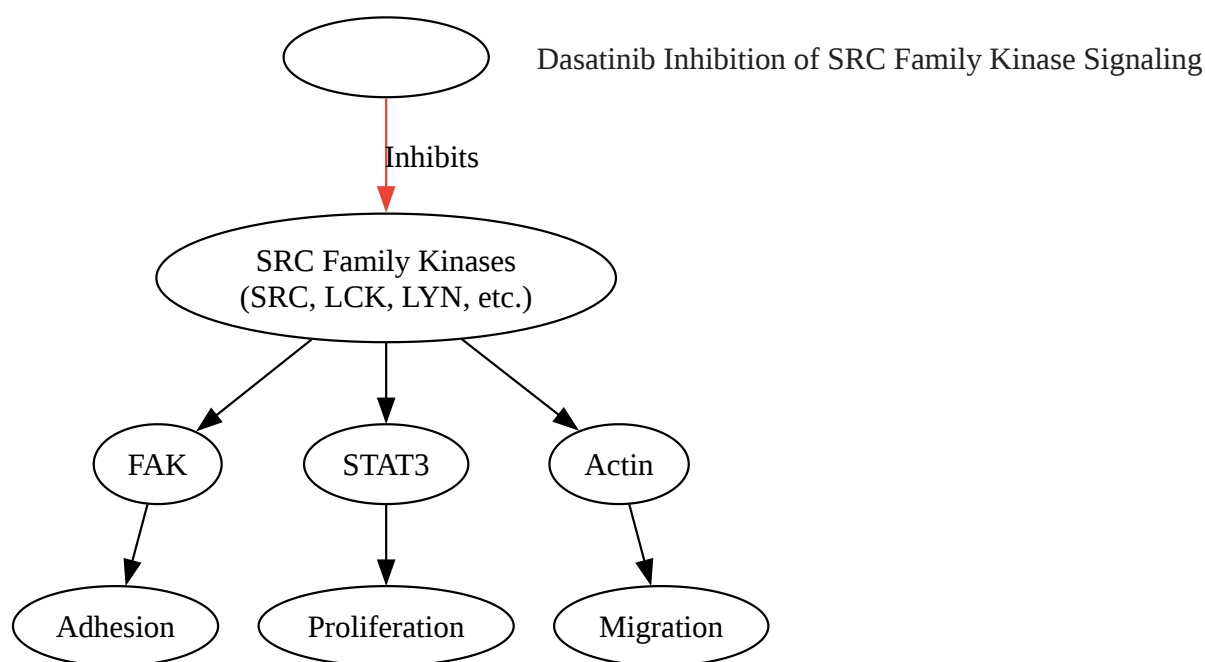 Dasatinib Inhibition of SRC Family Kinase Signaling
Inhibits
SRC Family Kinases
(SRC, LCK, LYN, etc.)
FAK
STAT3
Actin
Adhesion
Proliferation
Migration